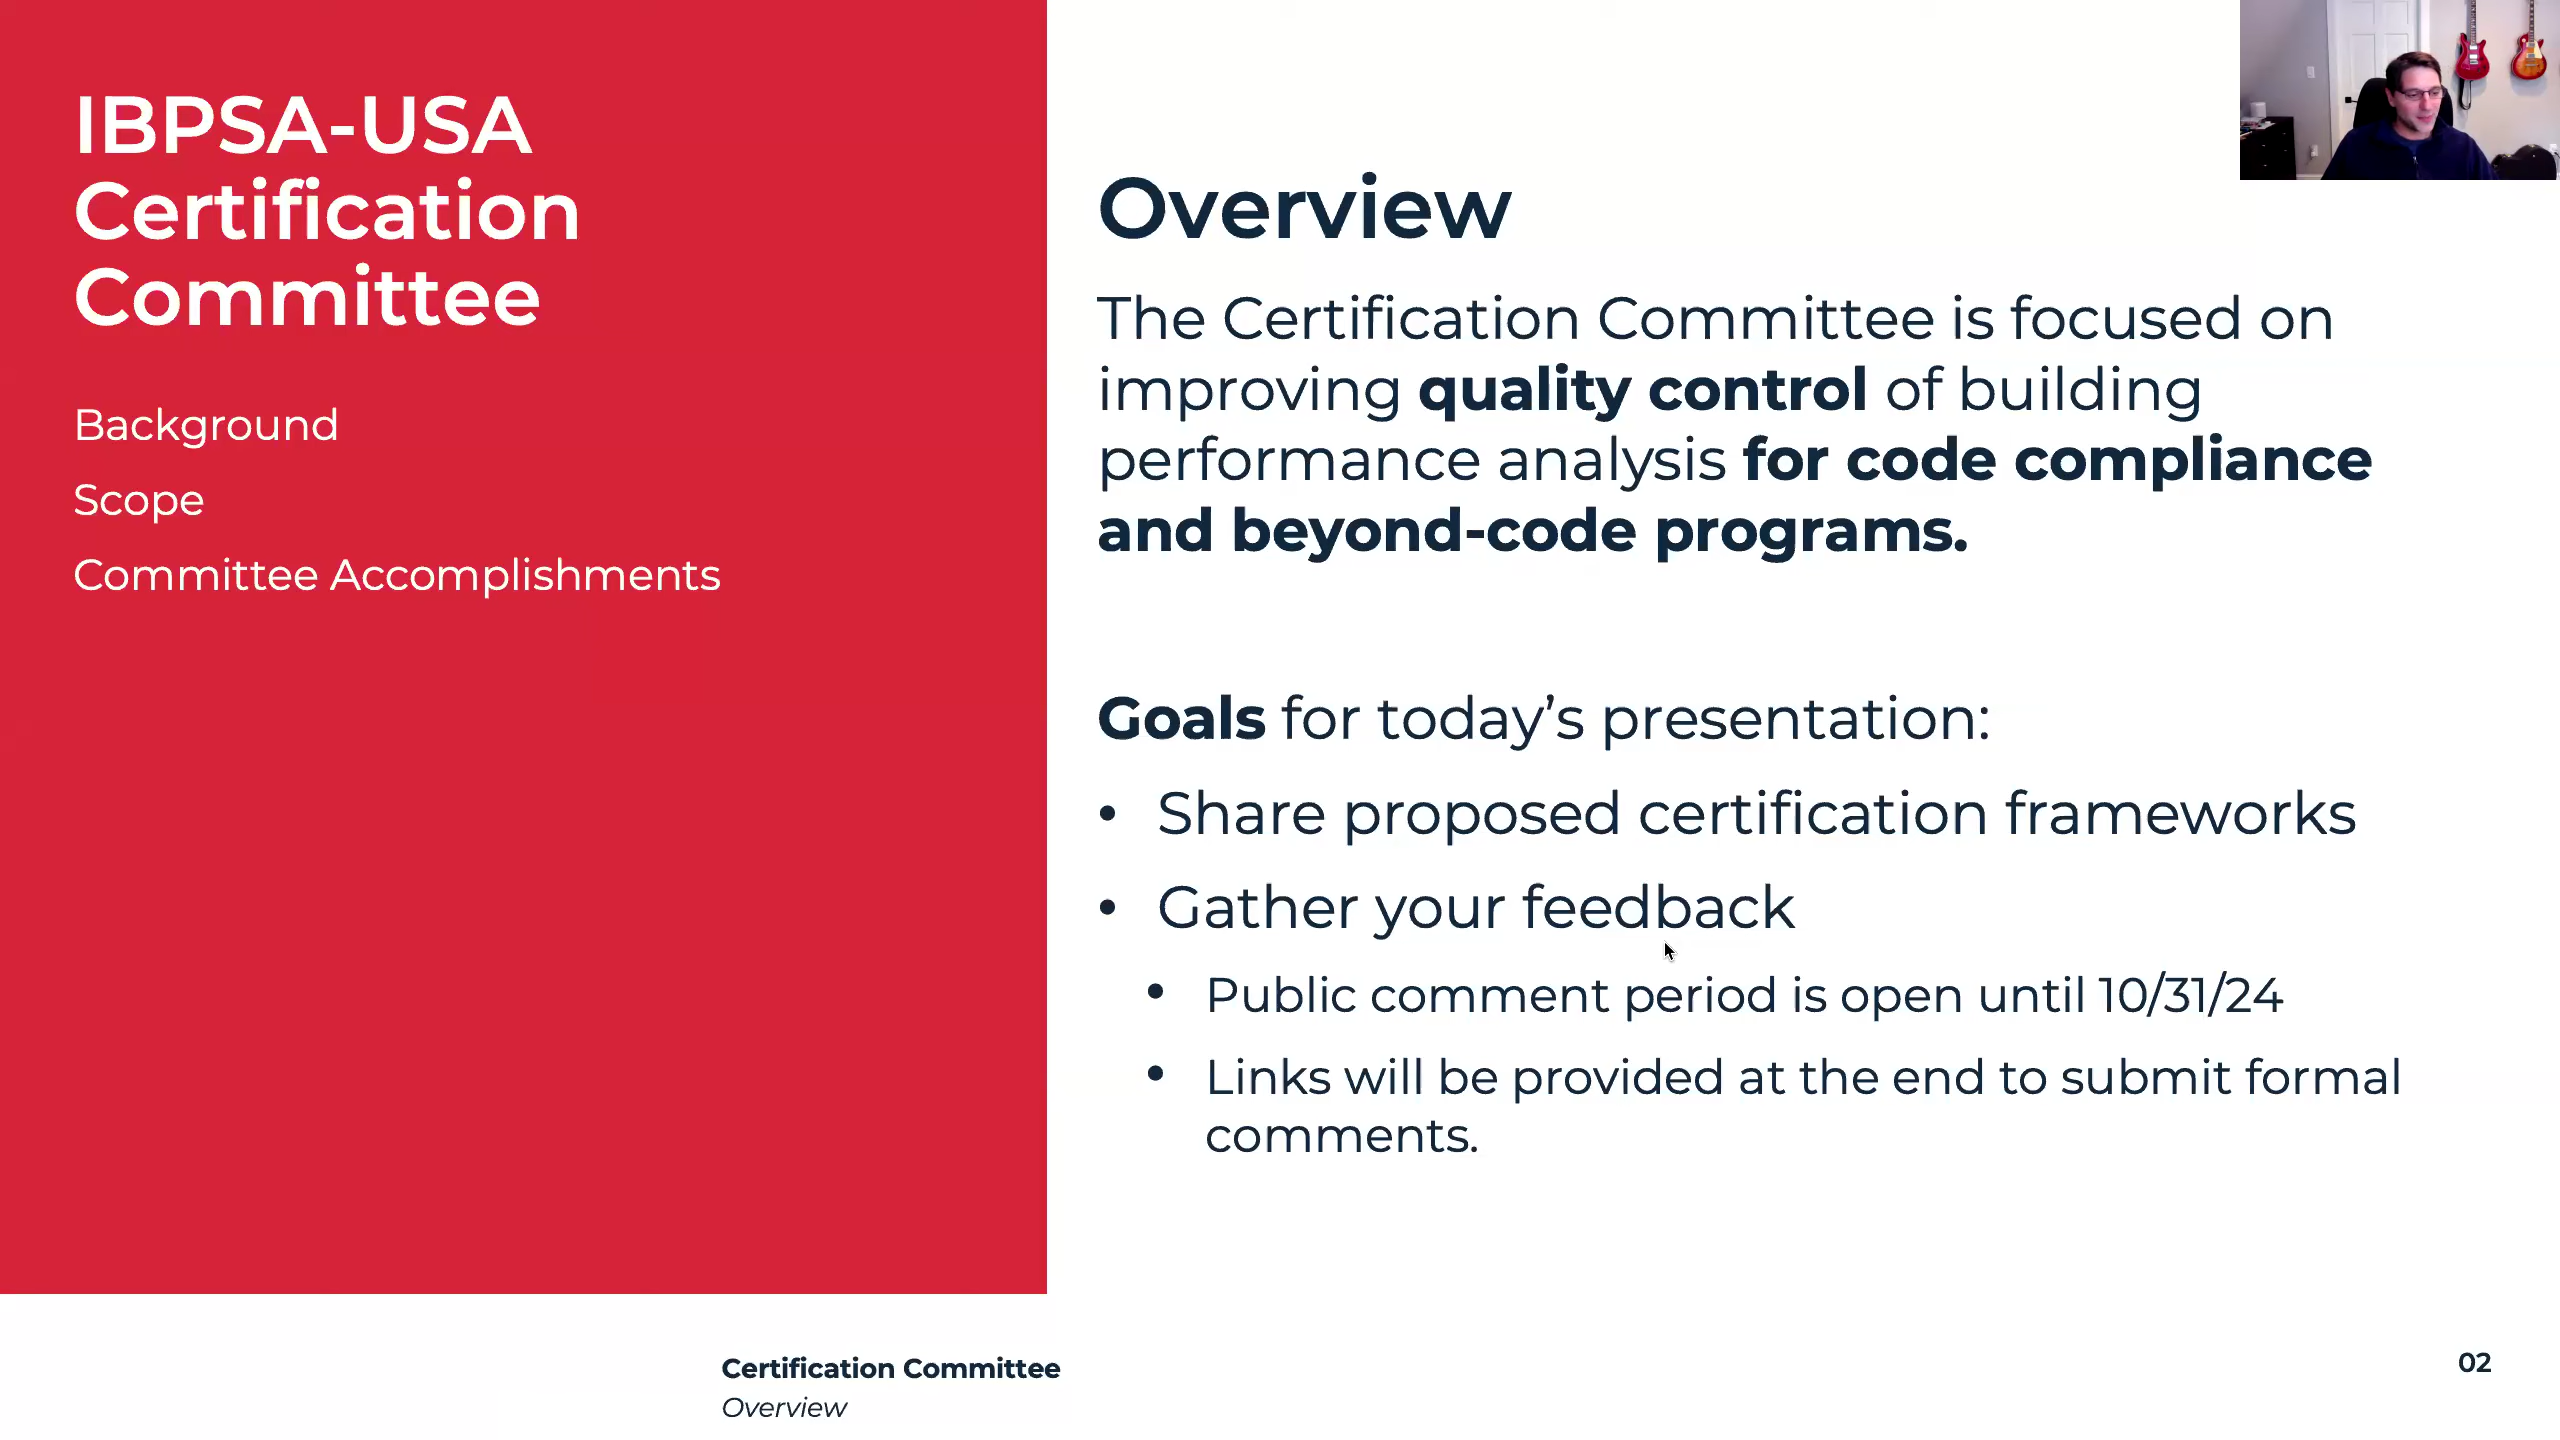 IBPSA-USA
Certification
Committee
Background
Scope
Committee Accomplishments
Overview
The Certification Committee is focused on
improving quality control of building
performance analysis for code compliance
and beyond-code programs.
Goals for today’s presentation:
• Share proposed certification frameworks
• Gather your feedback
• Public comment period is open until 10/31/24
• Links will be provided at the end to submit formal
comments.
Certification Committee
Overview
02